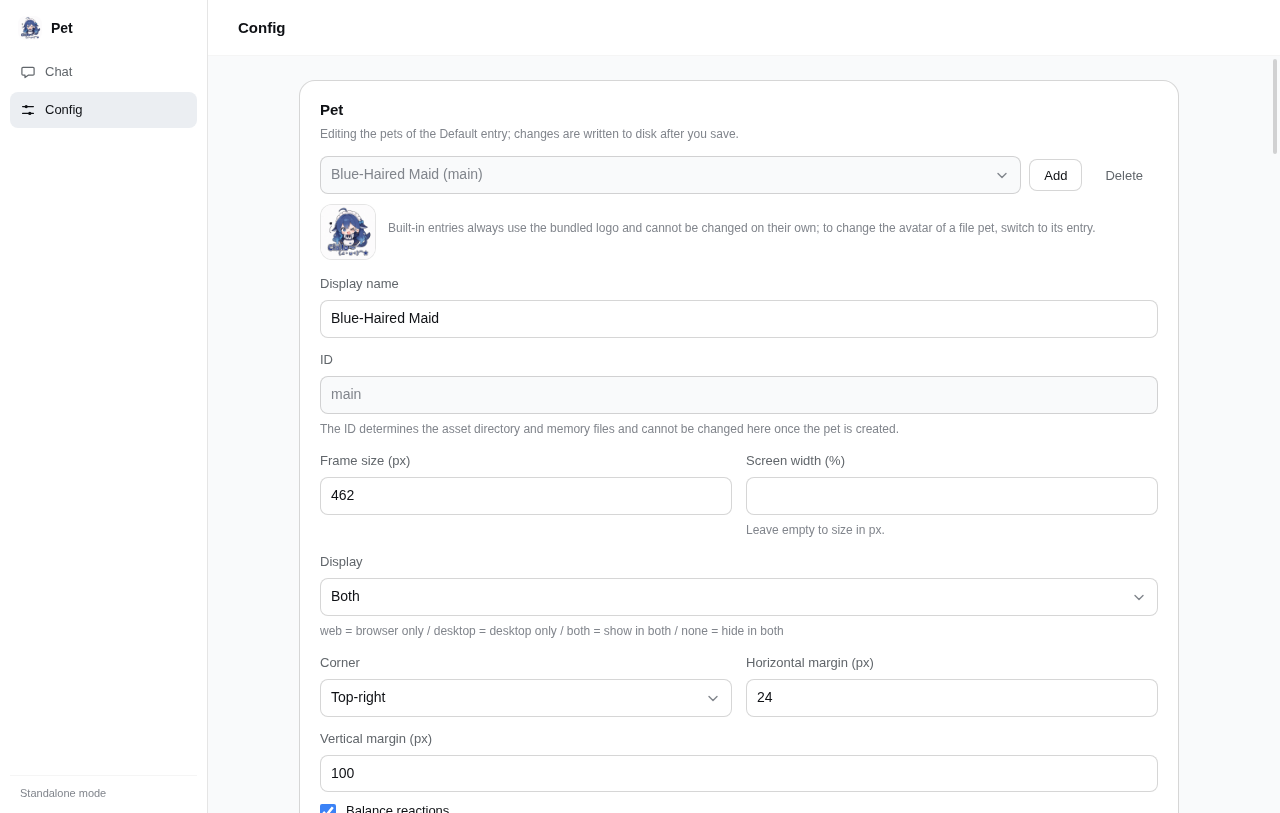 Pet
Config
Chat
Config
Pet
Editing the pets of the Default entry; changes are written to disk after you save.
Blue-Haired Maid (main)
Add
Delete
Built-in entries always use the bundled logo and cannot be changed on their own; to change the avatar of a file pet, switch to its entry.
Display name
Blue-Haired Maid
ID
main
The ID determines the asset directory and memory files and cannot be changed here once the pet is created.
Frame size (px)
Screen width (%)
462
Leave empty to size in px.
Display
Both
web = browser only / desktop = desktop only / both = show in both / none = hide in both
Corner
Horizontal margin (px)
Top-right
24
Vertical margin (px)
100
Balance reactions
Standalone mode